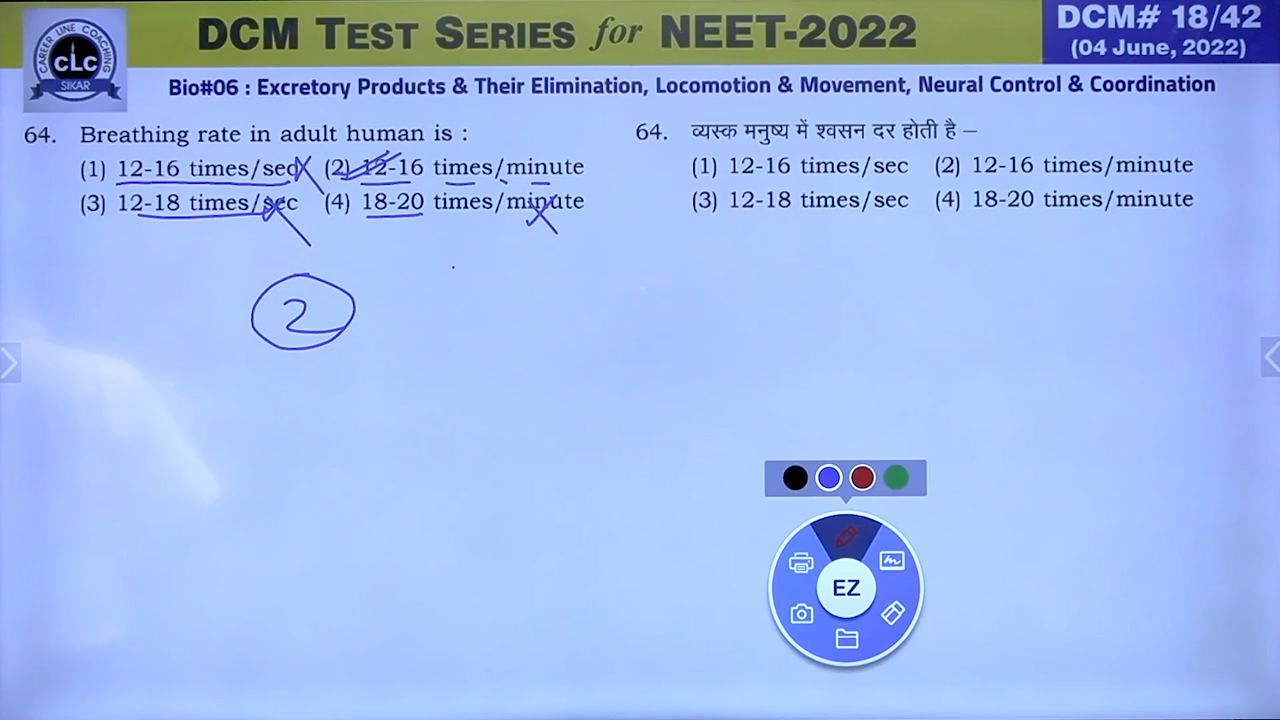 CAREER LINE COACHING
CLC
SIKAR
DCM TEST SERIES for NEET-2022
DCM# 18/42
(04 June, 2022)
Bio#06 : Excretory Products & Their Elimination, Locomotion & Movement, Neural Control & Coordination
64. Breathing rate in adult human is :
(1) 12-16 times/sec (2) 12-16 times/minute
(3) 12-18 times/sec (4) 18-20 times/minute
2
64. व्यस्क मनुष्य में श्वसन दर होती है –
(1) 12-16 times/sec (2) 12-16 times/minute
(3) 12-18 times/sec (4) 18-20 times/minute
EZ